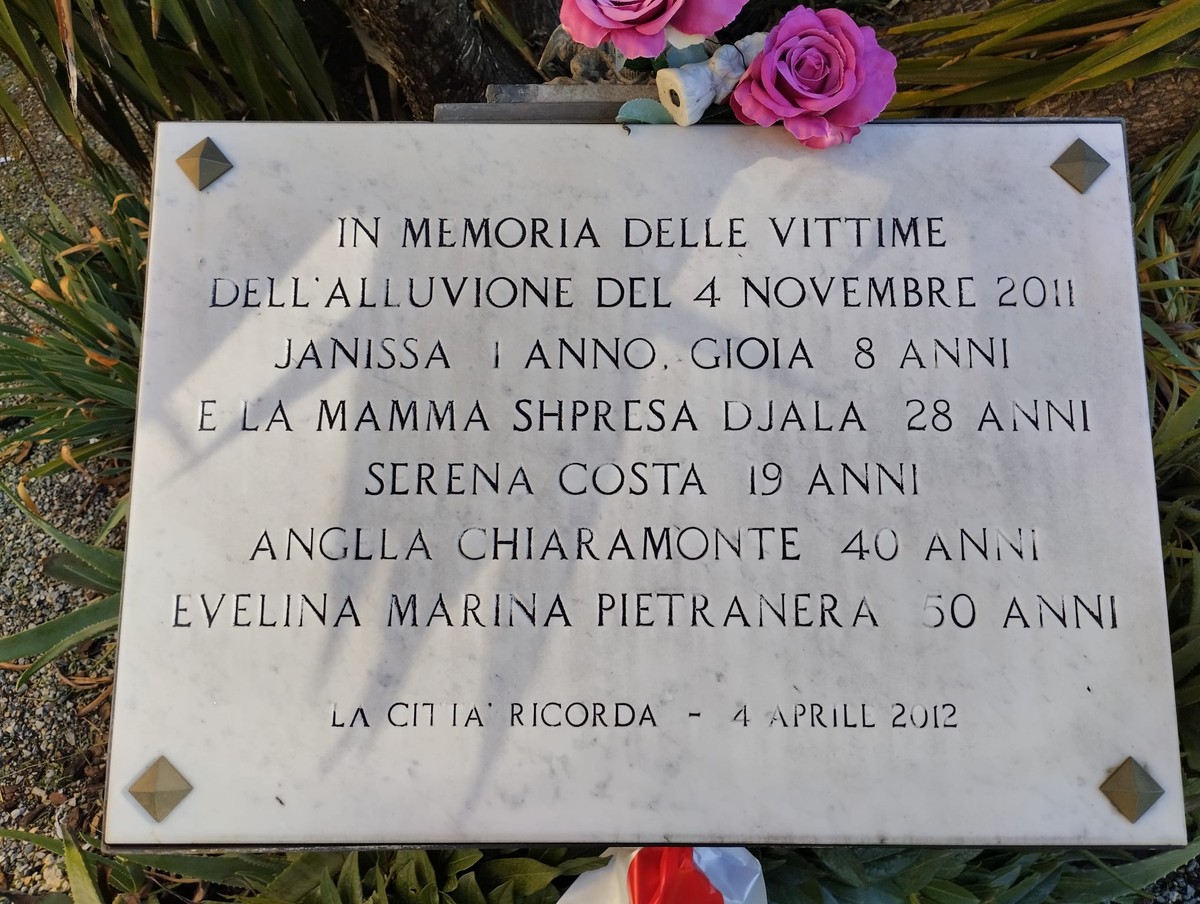 IN MEMORIA DELLE VITTIME
DELL'ALLUVIONE DEL 4 NOVEMBRE 2011
JANISSA 1 ANNO, GIOIA 8 ANNI
E LA MAMMA SHPRESA DJALA 28 ANNI
SERENA COSTA 19 ANNI
ANGELA CHIARAMONTE 40 ANNI
EVELINA MARINA PIETRANERA 50 ANNI
LA CITTA' RICORDA - 4 APRILE 2012